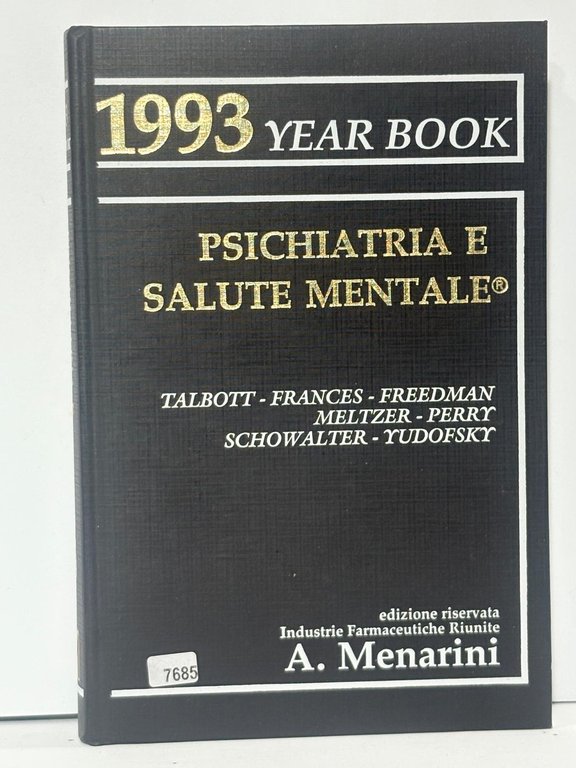 1993 YEAR BOOK
PSICHIATRIA E
SALUTE MENTALE®
TALBOTT - FRANCES - FREEDMAN
MELTZER - PERRY
SCHOWALTER - YUDOFSKY
edizione riservata
Industrie Farmaceutiche Riunite
A. Menarini
7685